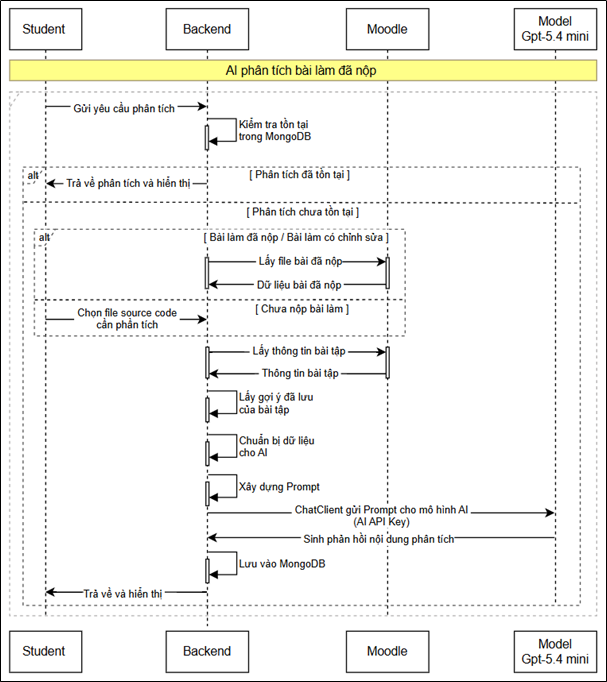 Student
Backend
Moodle
Model
Gpt-5.4 mini
AI phân tích bài làm đã nộp
Gửi yêu cầu phân tích
Kiểm tra tồn tại
trong MongoDB
alt
[ Phân tích đã tồn tại ]
Trả về phân tích và hiển thị
[ Phân tích chưa tồn tại ]
alt
[ Bài làm đã nộp / Bài làm có chỉnh sửa ]
Lấy file bài đã nộp
Dữ liệu bài đã nộp
[ Chưa nộp bài làm ]
Chọn file source code
cần phân tích
Lấy thông tin bài tập
Thông tin bài tập
Lấy gợi ý đã lưu
của bài tập
Chuẩn bị dữ liệu
cho AI
Xây dựng Prompt
ChatClient gửi Prompt cho mô hình AI
(AI API Key)
Sinh phản hồi nội dung phân tích
Lưu vào MongoDB
Trả về và hiển thị
Student
Backend
Moodle
Model
Gpt-5.4 mini